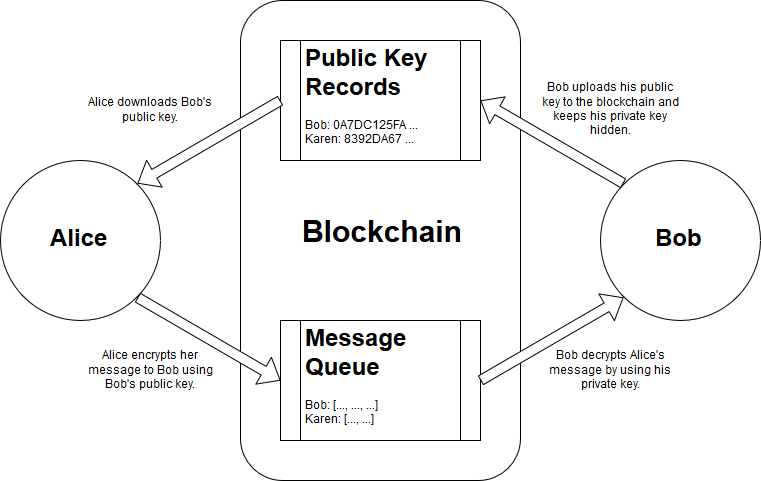 Public Key
Records
Bob: 0A7DC125FA ...
Karen: 8392DA67 ...
Alice downloads Bob's
public key.
Bob uploads his public
key to the blockchain and
keeps his private key
hidden.
Alice
Blockchain
Bob
Message
Queue
Bob: [..., ..., ...]
Karen: [..., ...]
Alice encrypts her
message to Bob using
Bob's public key.
Bob decrypts Alice's
message by using his
private key.